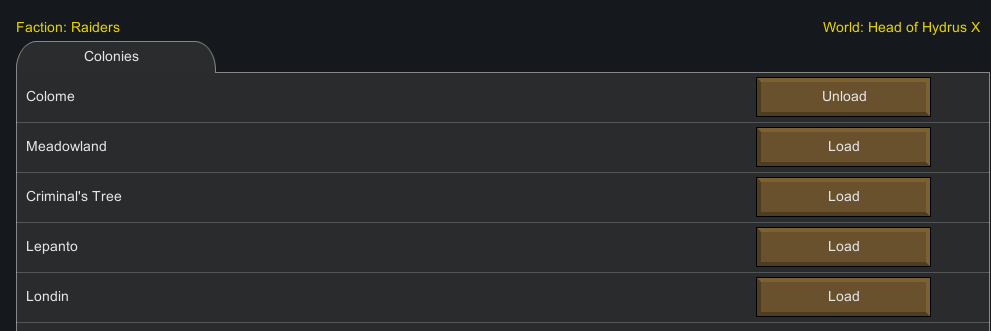 Faction: Raiders
World: Head of Hydrus X
Colonies
Colome
Unload
Meadowland
Load
Criminal's Tree
Load
Lepanto
Load
Londin
Load